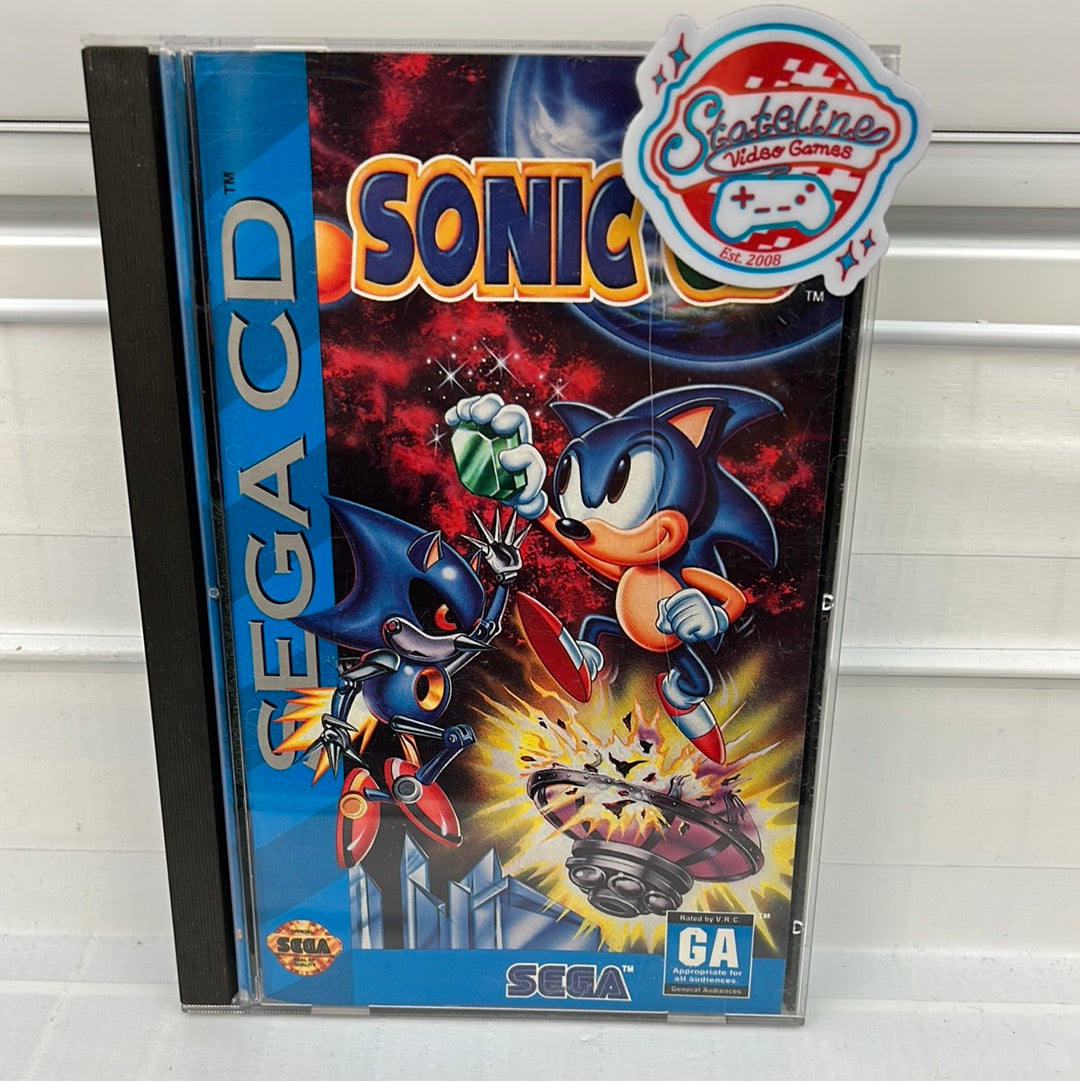 Stateline
Video Games
Est. 2008
SONIC
TM
SEGA CD
TM
Rated by V.R.C.
TM
GA
Appropriate for
all audiences.
General Audiences
OFFICIAL
SEGA
SEAL OF
QUALITY
SEGA
TM